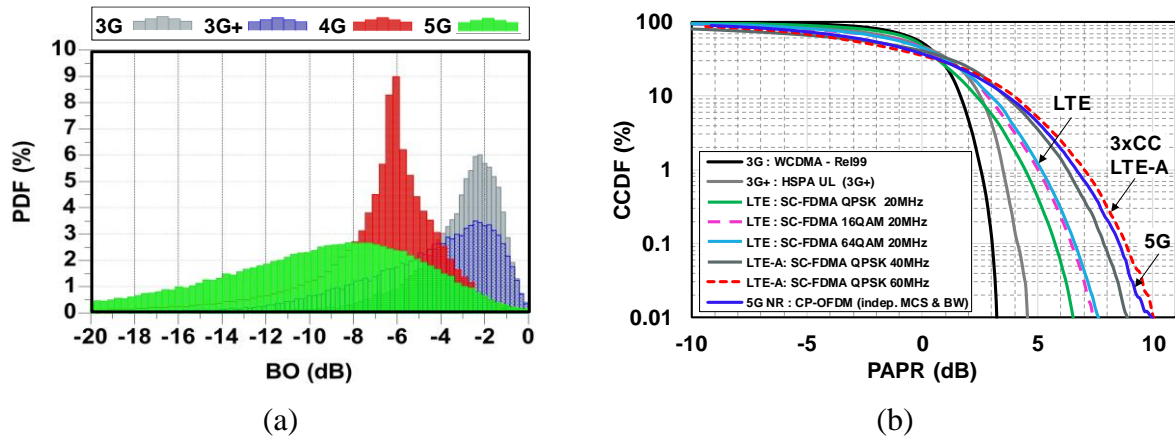 3G 3G+ 4G 5G
10
9
8
7
6
5
4
3
2
1
0
PDF (%)
-20 -18 -16 -14 -12 -10 -8 -6 -4 -2 0
BO (dB)
(a)
100
10
1
0.1
0.01
CCDF (%)
LTE
3xCC
LTE-A
5G
3G : WCDMA - Rel99
3G+ : HSPA UL (3G+)
LTE : SC-FDMA QPSK 20MHz
LTE : SC-FDMA 16QAM 20MHz
LTE : SC-FDMA 64QAM 20MHz
LTE-A: SC-FDMA QPSK 40MHz
LTE-A: SC-FDMA QPSK 60MHz
5G NR : CP-OFDM (indep. MCS & BW)
-10 -5 0 5 10
PAPR (dB)
(b)